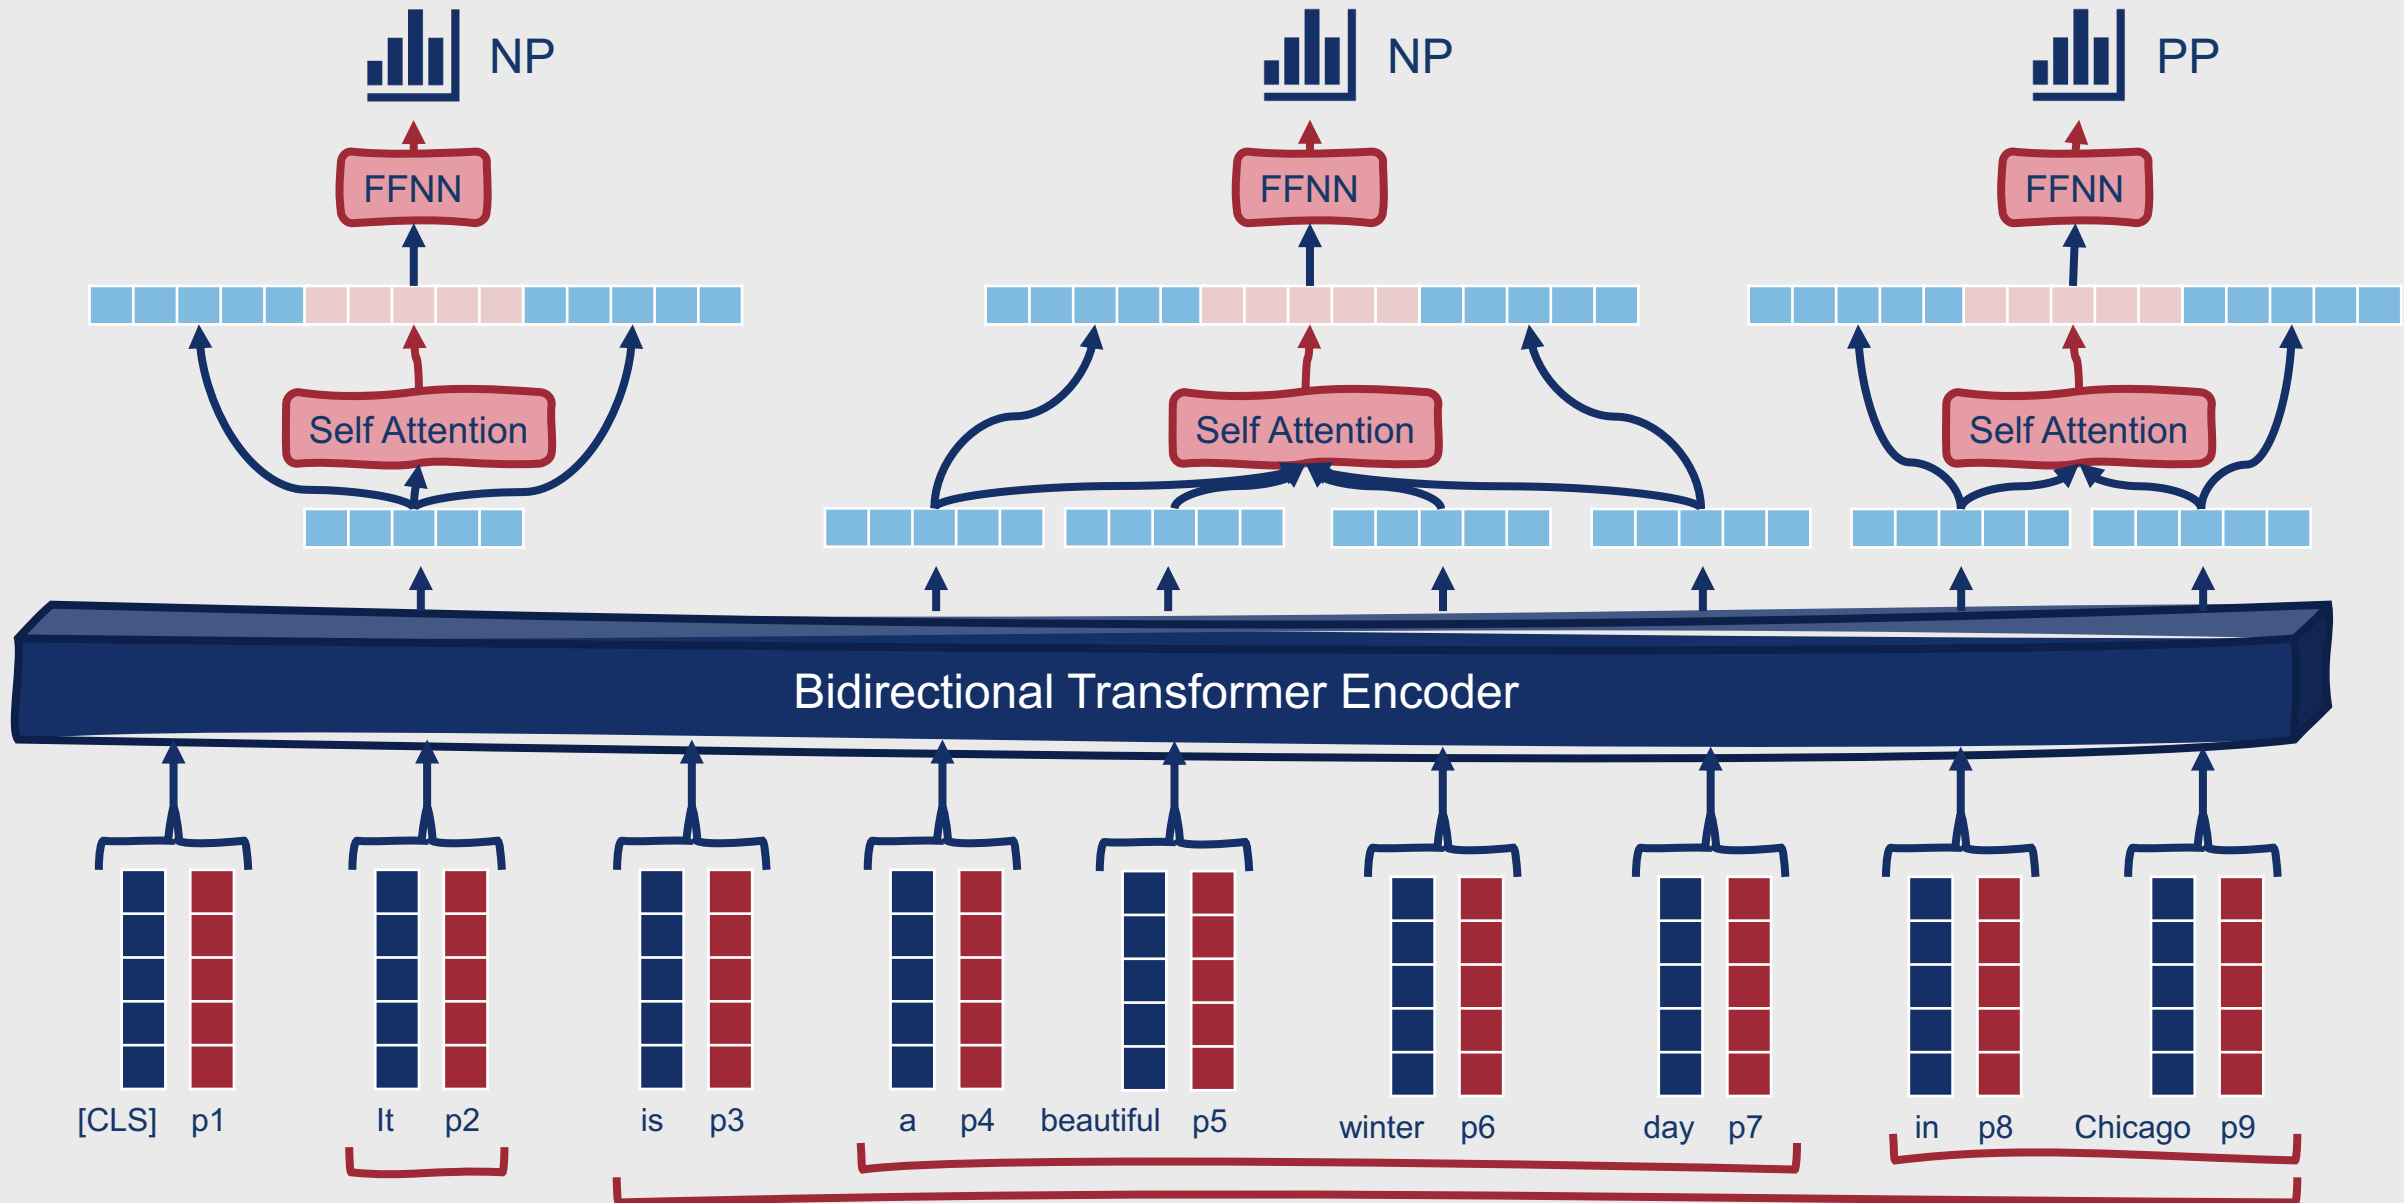 NP NP PP
FFNN FFNN FFNN
Self Attention Self Attention Self Attention
Bidirectional Transformer Encoder
[CLS] p1 It p2 is p3 a p4 beautiful p5 winter p6 day p7 in p8 Chicago p9